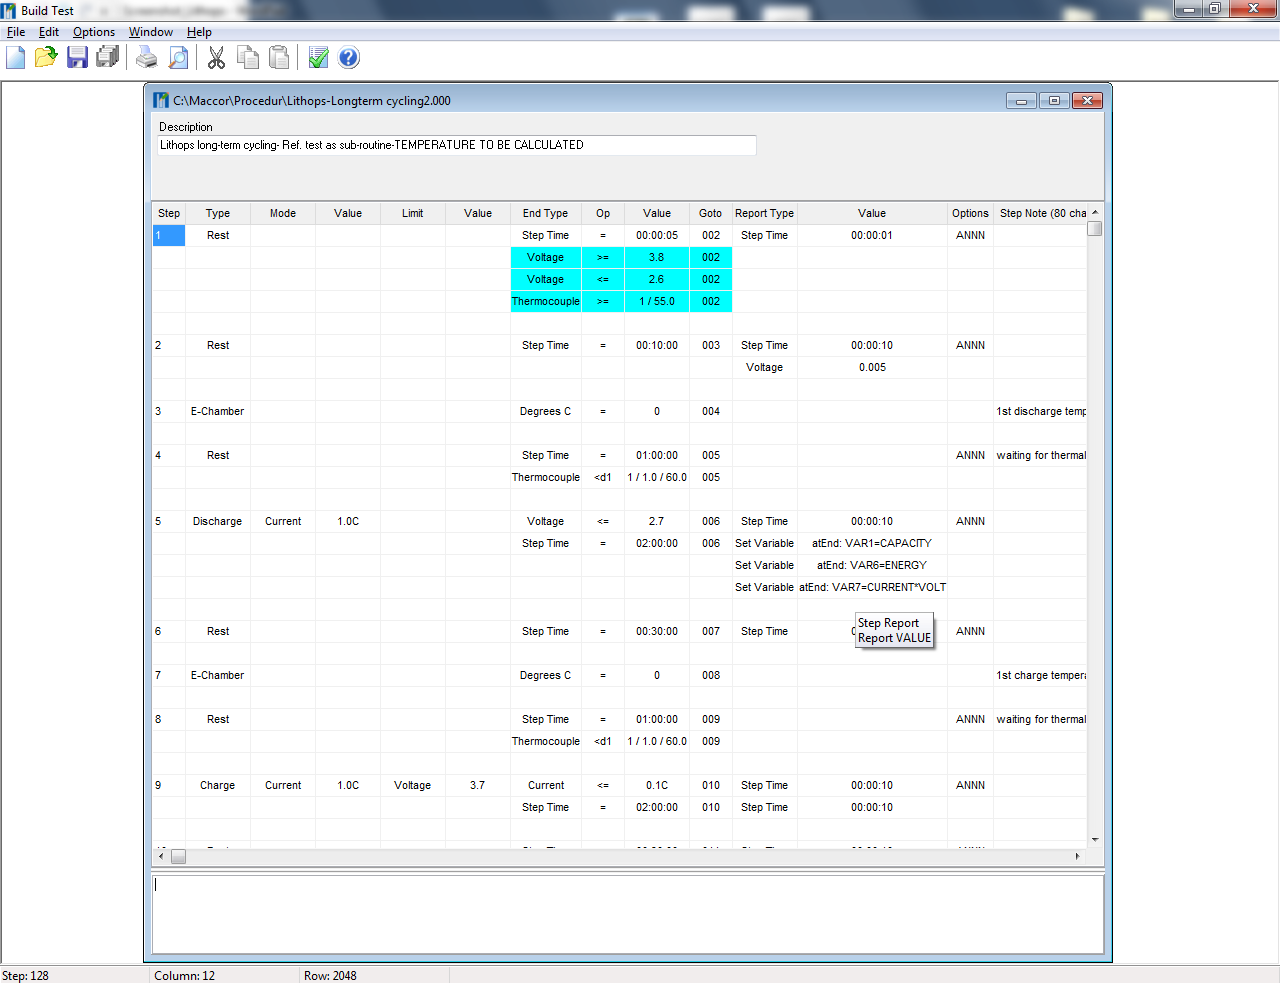 Build Test
File Edit Options Window Help
C:\Maccor\Procedur\Lithops-Longterm cycling2.000
Description
Lithops long-term cycling- Ref. test as sub-routine-TEMPERATURE TO BE CALCULATED
Step Type Mode Value Limit Value End Type Op Value Goto Report Type Value Options Step Note (80 cha
1 Rest Step Time = 00:00:05 002 Step Time 00:00:01 ANNN
Voltage >= 3.8 002
Voltage <= 2.6 002
Thermocouple >= 1 / 55.0 002
2 Rest Step Time = 00:10:00 003 Step Time 00:00:10 ANNN
Voltage 0.005
3 E-Chamber Degrees C = 0 004 1st discharge temp
4 Rest Step Time = 01:00:00 005 ANNN waiting for thermal
Thermocouple <d1 1 / 1.0 / 60.0 005
5 Discharge Current 1.0C Voltage <= 2.7 006 Step Time 00:00:10 ANNN
Step Time = 02:00:00 006 Set Variable atEnd: VAR1=CAPACITY
Set Variable atEnd: VAR6=ENERGY
Set Variable atEnd: VAR7=CURRENT*VOLT
6 Rest Step Time = 00:30:00 007 Step Time ANNN
Step Report
Report VALUE
7 E-Chamber Degrees C = 0 008 1st charge tempera
8 Rest Step Time = 01:00:00 009 ANNN waiting for thermal
Thermocouple <d1 1 / 1.0 / 60.0 009
9 Charge Current 1.0C Voltage 3.7 Current <= 0.1C 010 Step Time 00:00:10 ANNN
Step Time = 02:00:00 010 Step Time 00:00:10
Step: 128 Column: 12 Row: 2048